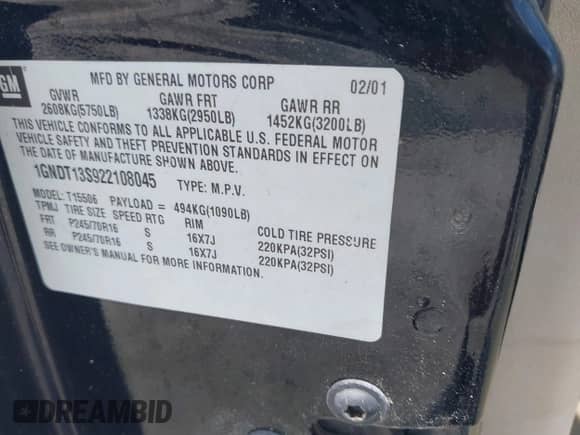 GM
MFD BY GENERAL MOTORS CORP 02/01
GVWR GAWR FRT GAWR RR
2608KG(5750LB) 1338KG(2950LB) 1452KG(3200LB)
THIS VEHICLE CONFORMS TO ALL APPLICABLE U.S. FEDERAL MOTOR
VEHICLE SAFETY AND THEFT PREVENTION STANDARDS IN EFFECT ON
THE DATE OF MANUFACTURE SHOWN ABOVE.
1GNDT13S922108045 TYPE: M.P.V.
MODEL: T15506 PAYLOAD = 494KG(1090LB)
TPMJ TIRE SIZE SPEED RTG RIM COLD TIRE PRESSURE
FRT P245/70R16 S 16X7J 220KPA(32PSI)
RR P245/70R16 S 16X7J 220KPA(32PSI)
SEE OWNER'S MANUAL FOR MORE INFORMATION.
DREAMBID